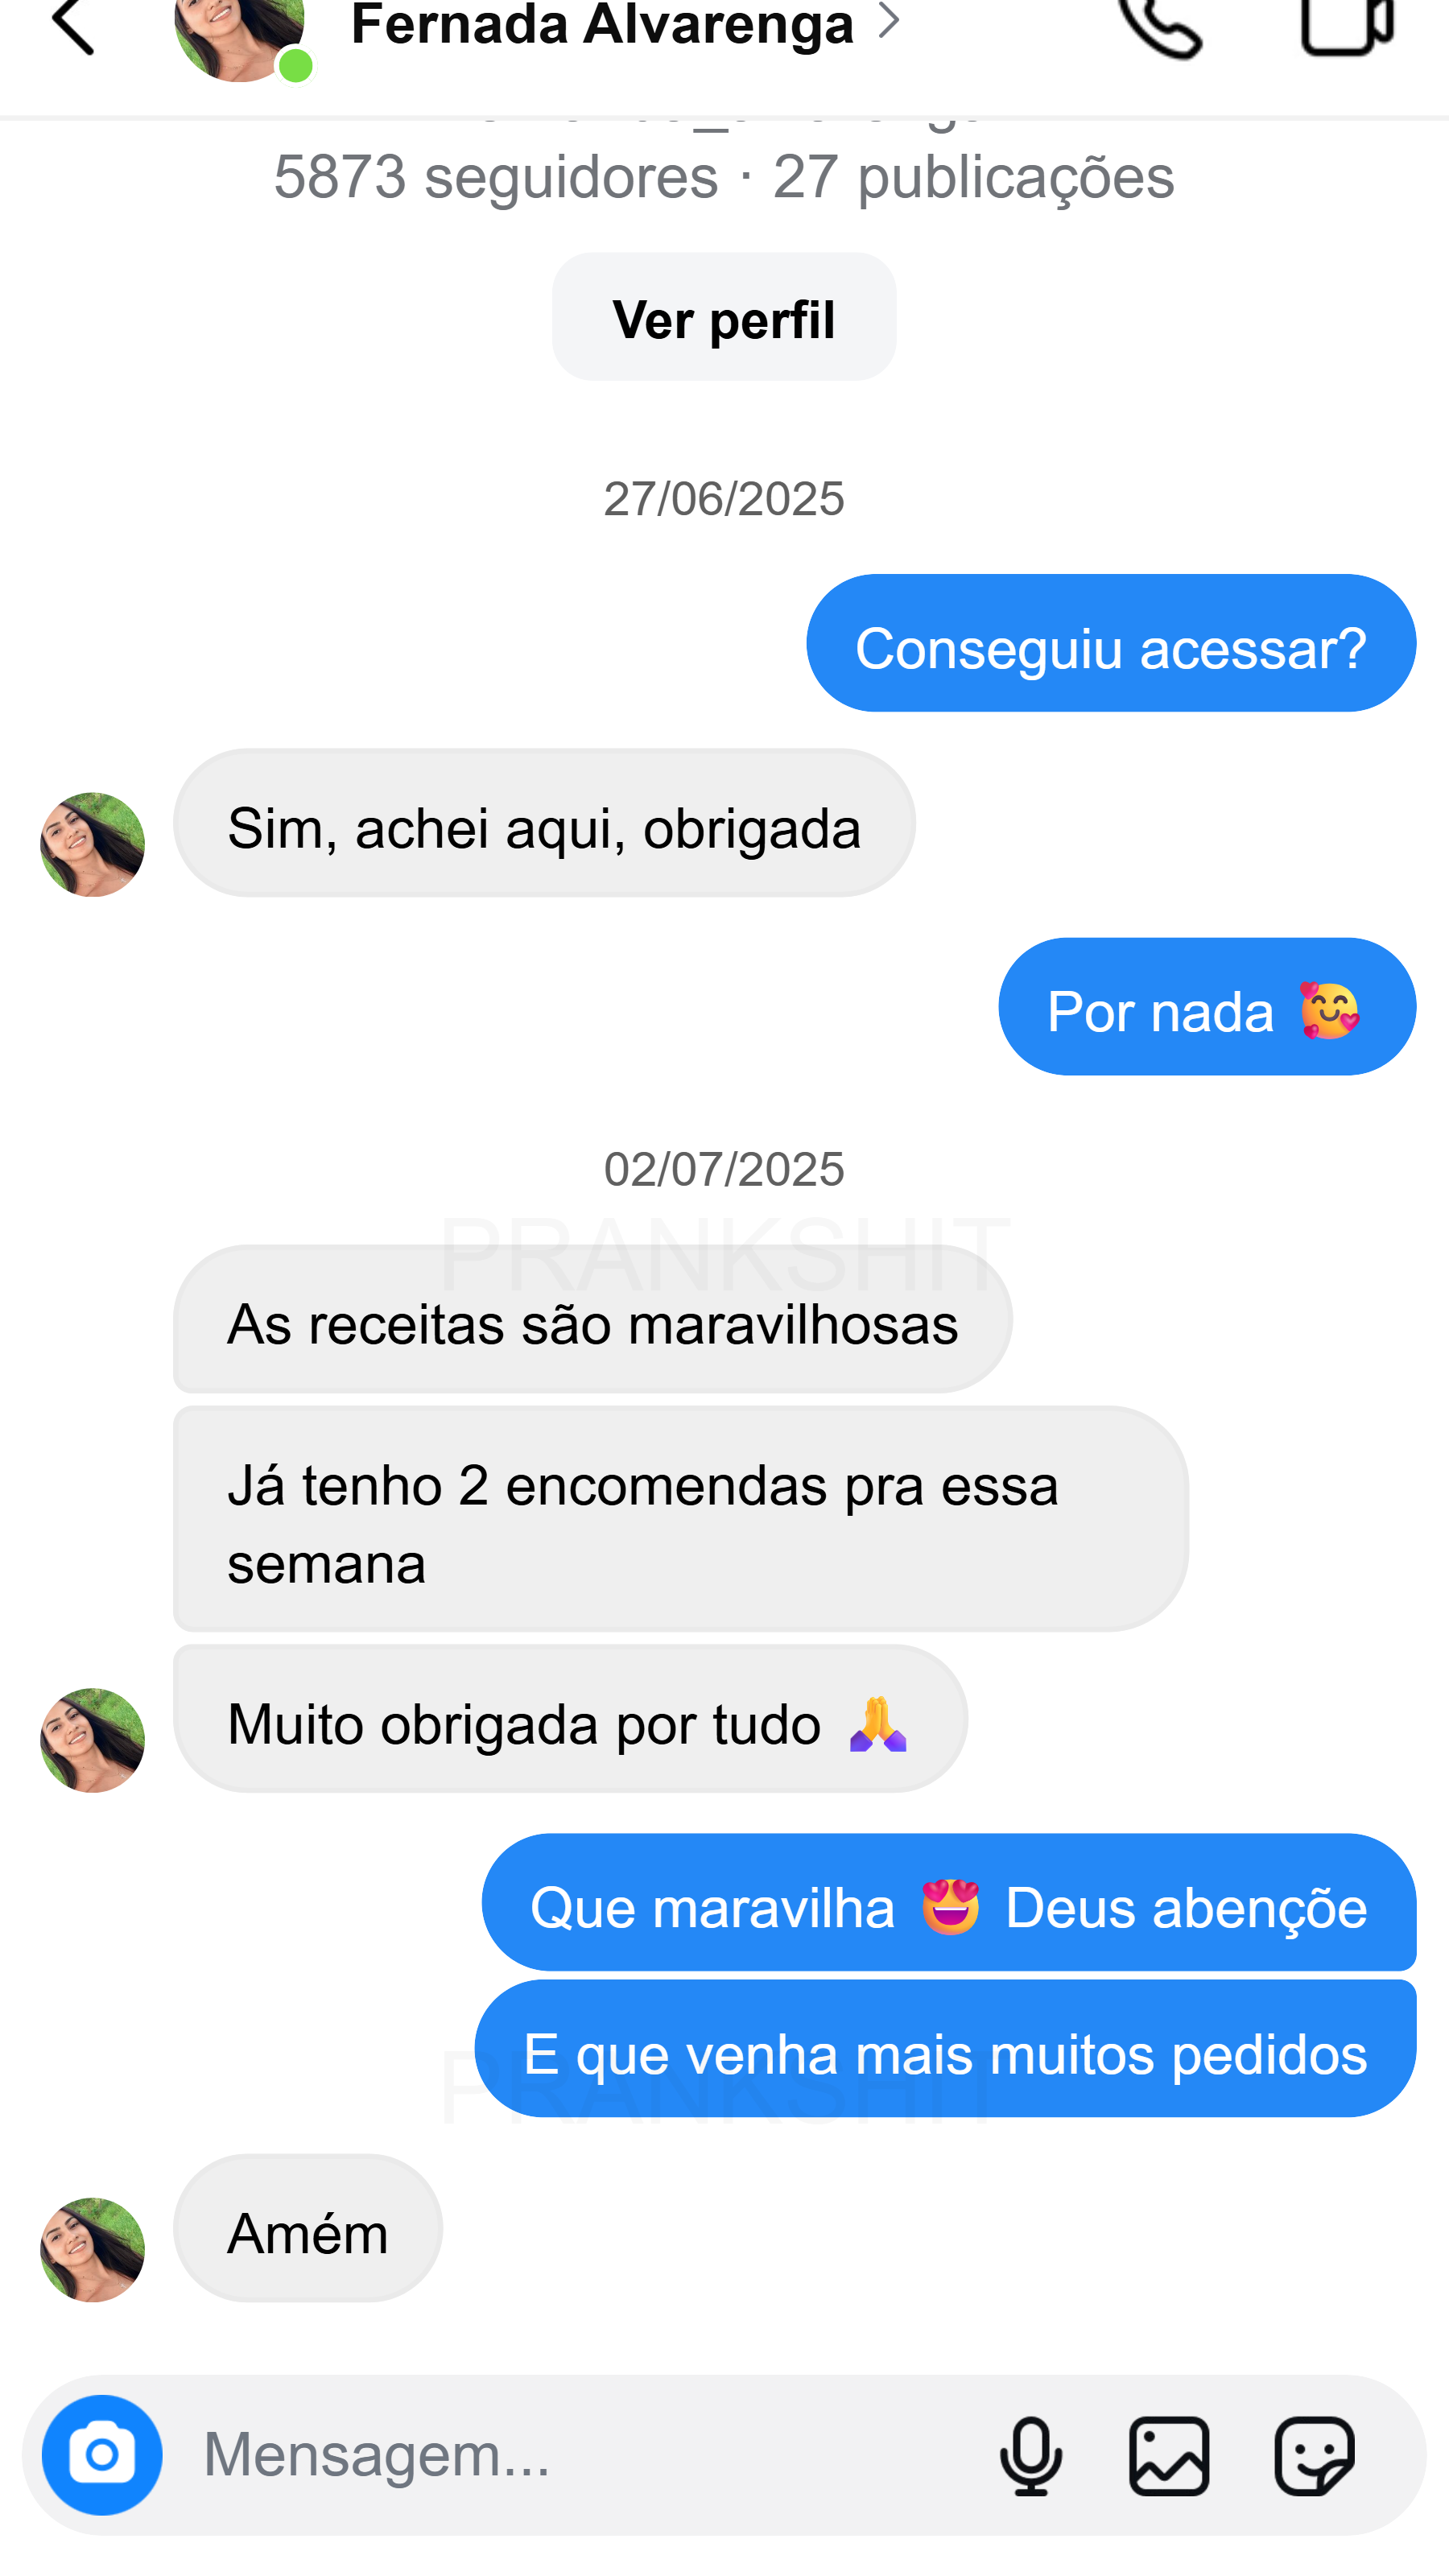 Fernada Alvarenga
5873 seguidores · 27 publicações
Ver perfil
27/06/2025
Conseguiu acessar?
Sim, achei aqui, obrigada
Por nada 🥰
02/07/2025
PRANKSHIT
As receitas são maravilhosas
Já tenho 2 encomendas pra essa
semana
Muito obrigada por tudo 🙏
Que maravilha 😍 Deus abençõe
E que venha mais muitos pedidos
PRANKSHIT
Amém
Mensagem...